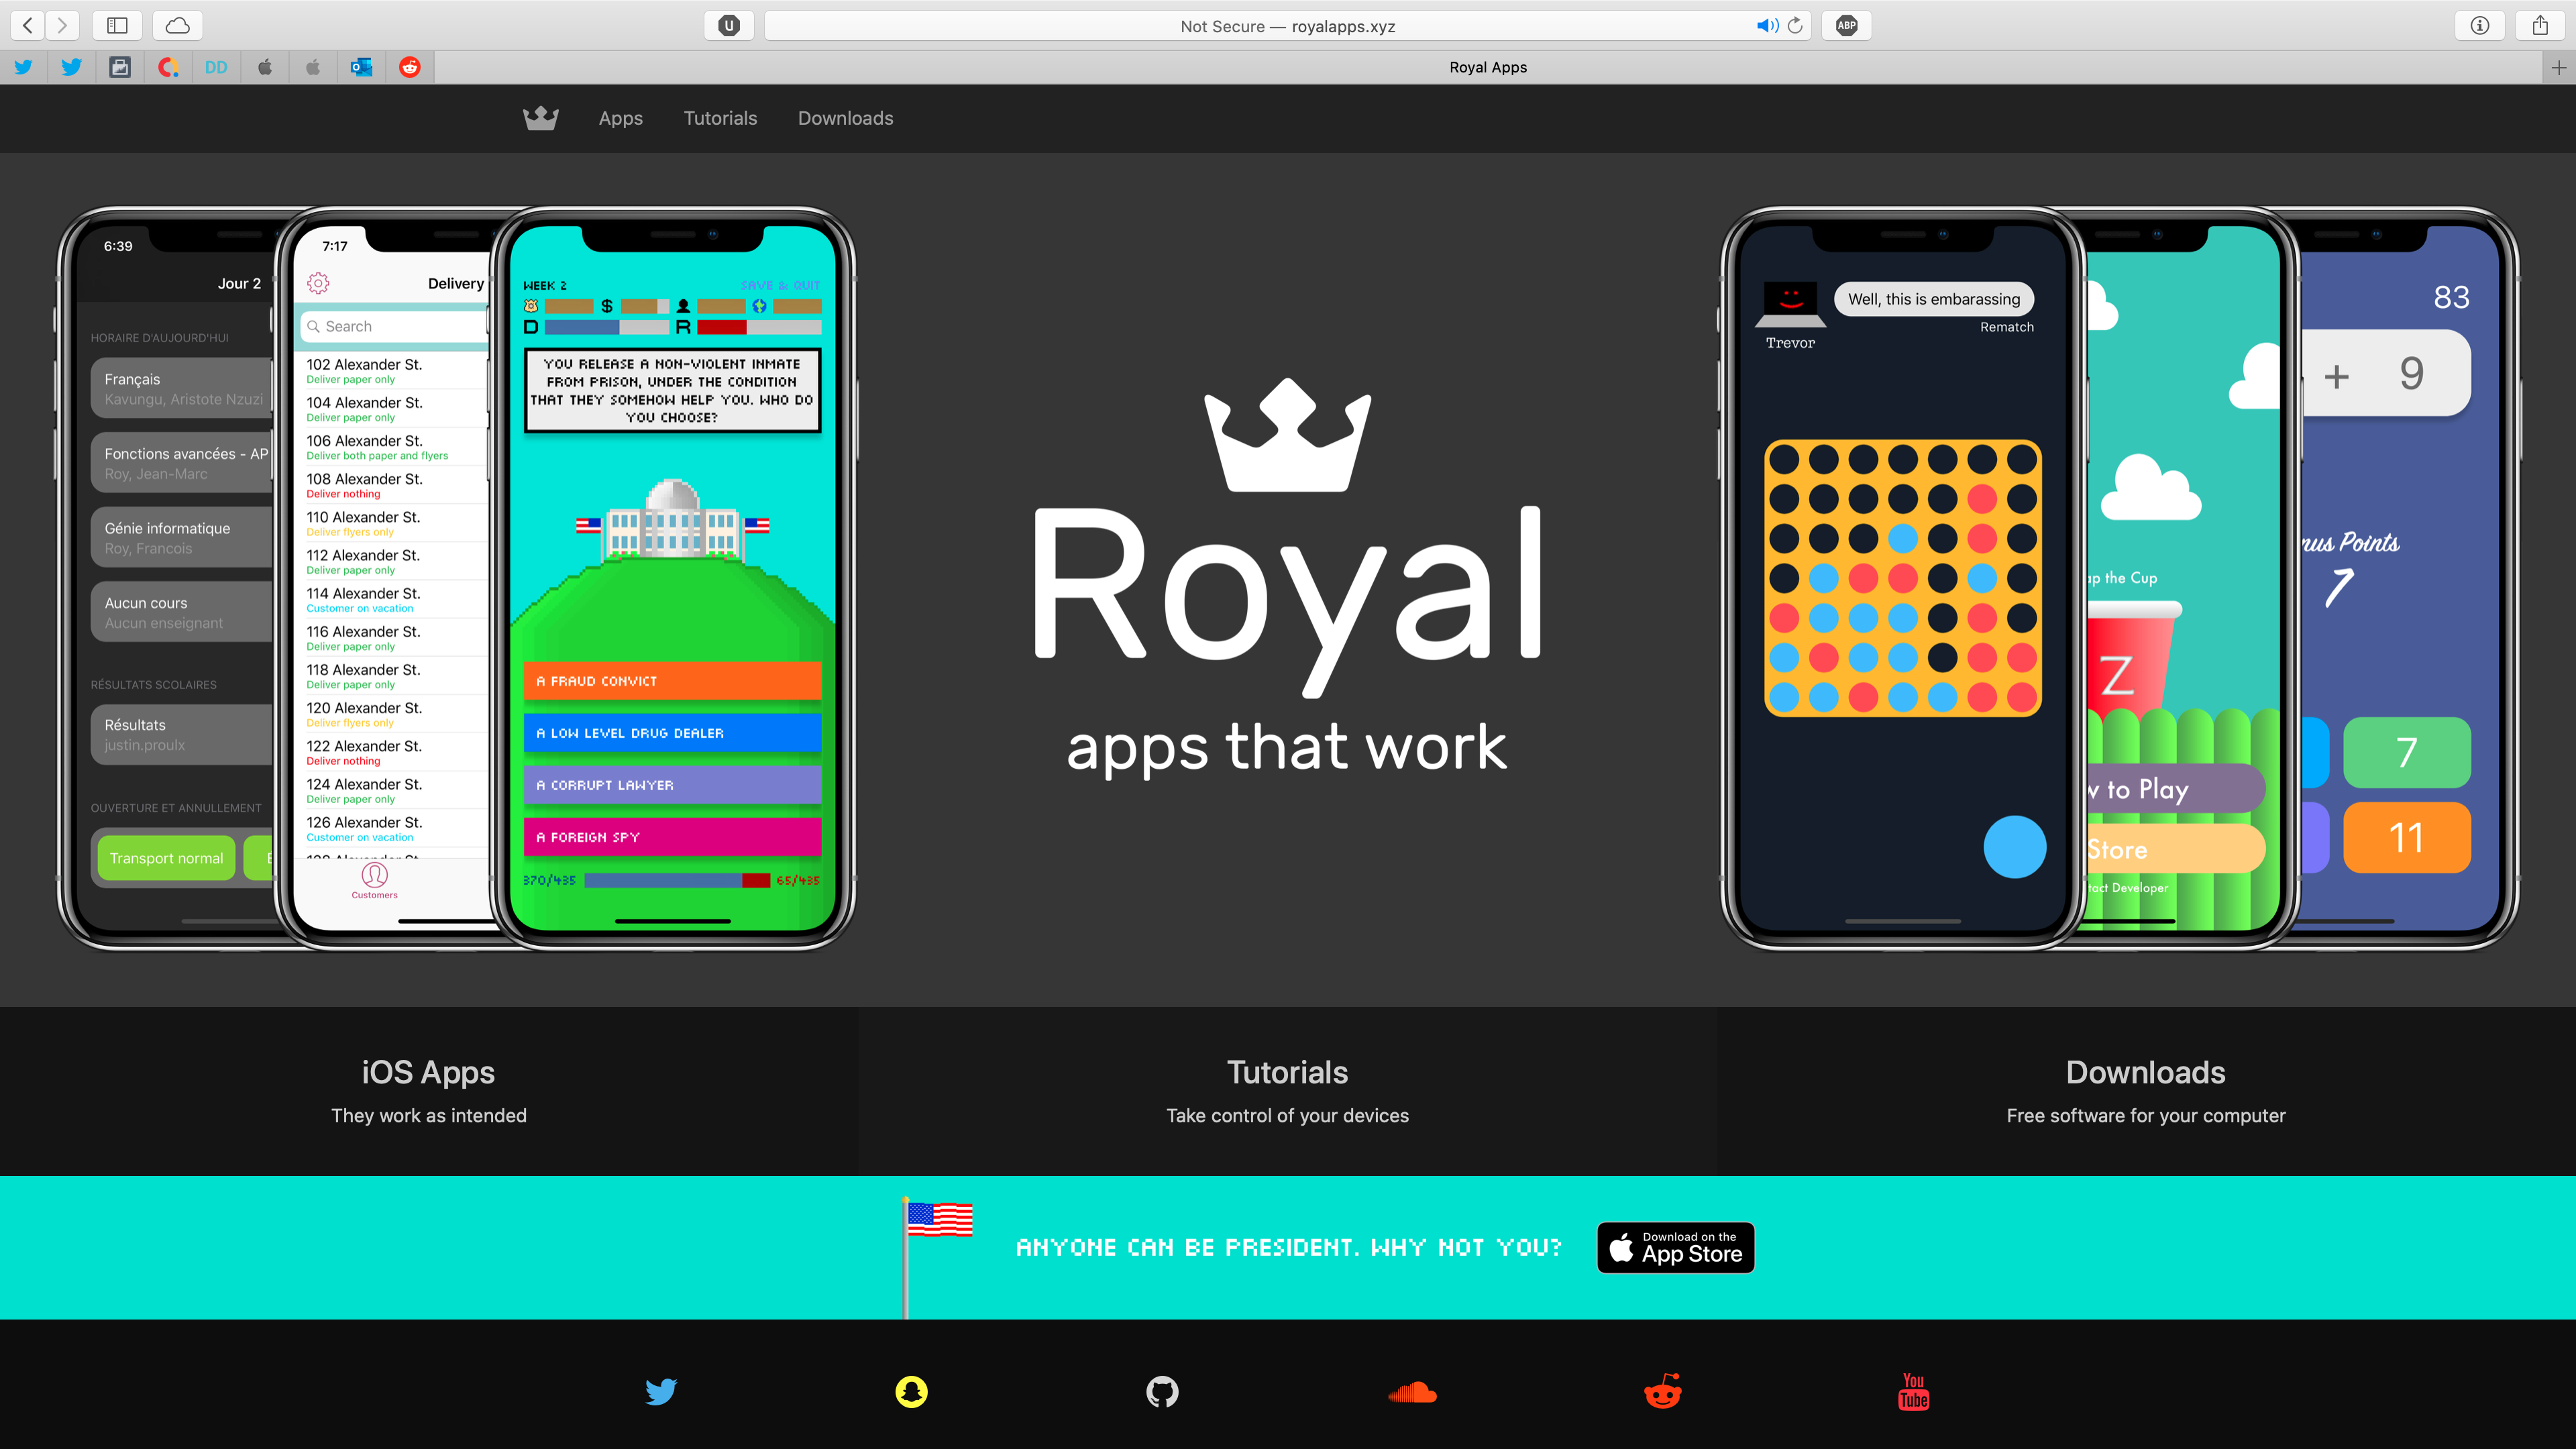 U
Not Secure — royalapps.xyz
ABP
DD
Royal Apps
Apps
Tutorials
Downloads
6:39
Jour 2
HORAIRE D'AUJOURD'HUI
Français
Kavungu, Aristote Nzuzi
Fonctions avancées - AP
Roy, Jean-Marc
Génie informatique
Roy, Francois
Aucun cours
Aucun enseignant
RÉSULTATS SCOLAIRES
Résultats
justin.proulx
OUVERTURE ET ANNULLEMENT
Transport normal
7:17
Delivery
Search
102 Alexander St.
Deliver paper only
104 Alexander St.
Deliver paper only
106 Alexander St.
Deliver both paper and flyers
108 Alexander St.
Deliver nothing
110 Alexander St.
Deliver flyers only
112 Alexander St.
Deliver paper only
114 Alexander St.
Customer on vacation
116 Alexander St.
Deliver paper only
118 Alexander St.
Deliver paper only
120 Alexander St.
Deliver flyers only
122 Alexander St.
Deliver nothing
124 Alexander St.
Deliver paper only
126 Alexander St.
Customer on vacation
Customers
WEEK 2
SAVE & QUIT
$
D
R
YOU RELEASE A NON-VIOLENT INMATE
FROM PRISON, UNDER THE CONDITION
THAT THEY SOMEHOW HELP YOU. WHO DO
YOU CHOOSE?
A FRAUD CONVICT
A LOW LEVEL DRUG DEALER
A CORRUPT LAWYER
A FOREIGN SPY
370/435
65/435
Royal
apps that work
Well, this is embarassing
Rematch
Trevor
ap the Cup
Z
w to Play
Store
tact Developer
83
+ 9
nus Points
7
7
11
iOS Apps
They work as intended
Tutorials
Take control of your devices
Downloads
Free software for your computer
ANYONE CAN BE PRESIDENT. WHY NOT YOU?
Download on the
App Store
You
Tube